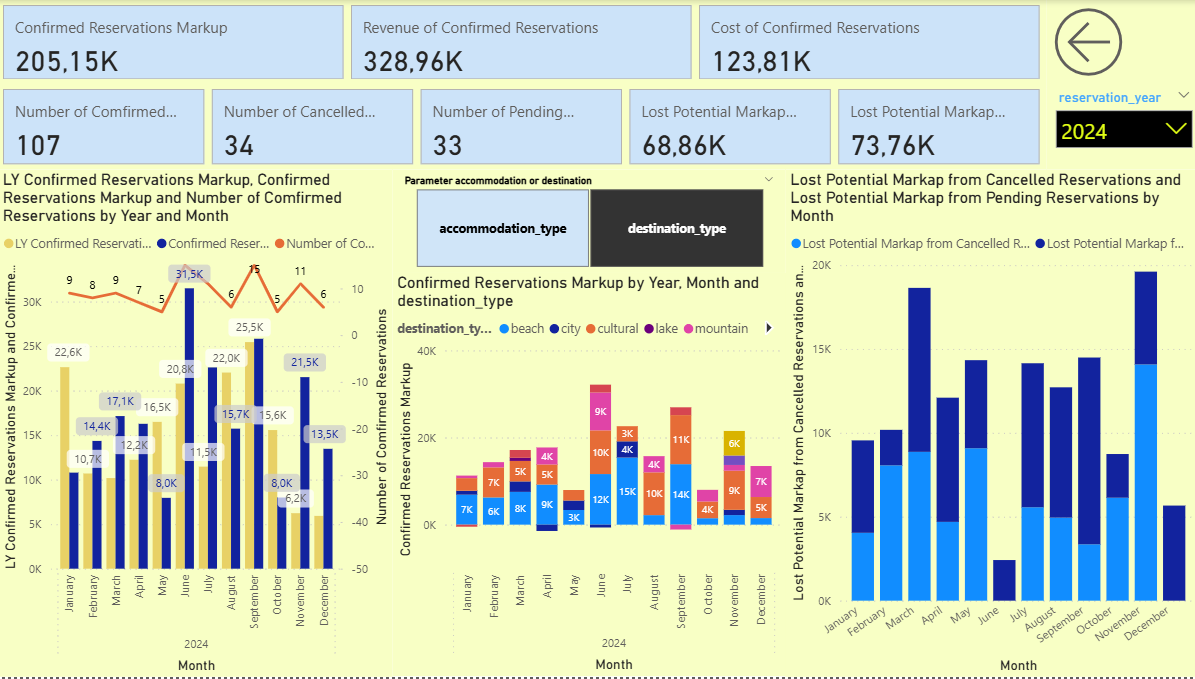 Confirmed Reservations Markup
205,15K
Revenue of Confirmed Reservations
328,96K
Cost of Confirmed Reservations
123,81K
Number of Comfirmed...
107
Number of Cancelled...
34
Number of Pending...
33
Lost Potential Markap...
68,86K
Lost Potential Markap...
73,76K
reservation_year
2024
LY Confirmed Reservations Markup, Confirmed
Reservations Markup and Number of Comfirmed
Reservations by Year and Month
LY Confirmed Reservati... Confirmed Reser... Number of Co...
LY Confirmed Reservations Markup and Confirme...
30K
25K
20K
15K
10K
5K
0K
9 8 9 7 5 15 6 5 11 6
22,6K
10,7K
14,4K
17,1K
12,2K
16,5K
8,0K
20,8K
31,5K
11,5K
22,0K
15,7K
25,5K
15,6K
8,0K
6,2K
21,5K
13,5K
10
0
-10
-20
-30
-40
-50
Number of Confirmed Reservations
January February March April May June July August September October November December
2024
Month
Parameter accommodation or destination
accommodation_type
destination_type
Confirmed Reservations Markup by Year, Month and
destination_type
destination_ty... beach city cultural lake mountain
Confirmed Reservations Markup
40K
20K
0K
7K
6K 7K
8K 5K
9K 5K 4K
3K
12K 10K 9K
15K 4K 3K
10K 4K
14K 11K
4K
9K 6K
5K 7K
January February March April May June July August September October November December
2024
Month
Lost Potential Markap from Cancelled Reservations and
Lost Potential Markap from Pending Reservations by
Month
Lost Potential Markap from Cancelled R... Lost Potential Markap f...
Lost Potential Markap from Cancelled Reservations an...
20K
15K
10K
5K
0K
January February March April May June July August September October November December
Month